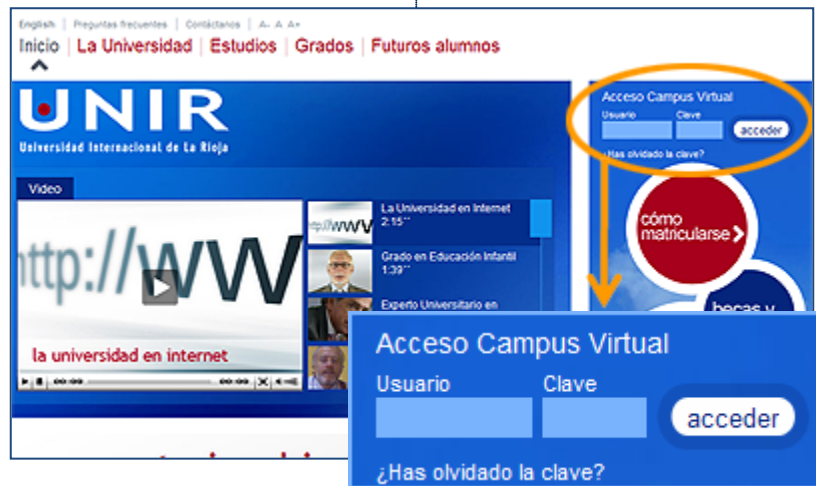 English | Preguntas frecuentes | Contáctanos | A- A A+
Inicio | La Universidad | Estudios | Grados | Futuros alumnos
UNIR
Universidad Internacional de La Rioja
Video
http://WWW
la universidad en internet
La Universidad en Internet
2:15''
Grado en Educación Infantil
1:39''
Experto Universitario en
Acceso Campus Virtual
Usuario Clave
acceder
¿Has olvidado la clave?
cómo
matricularse
becas y
Acceso Campus Virtual
Usuario Clave
acceder
¿Has olvidado la clave?